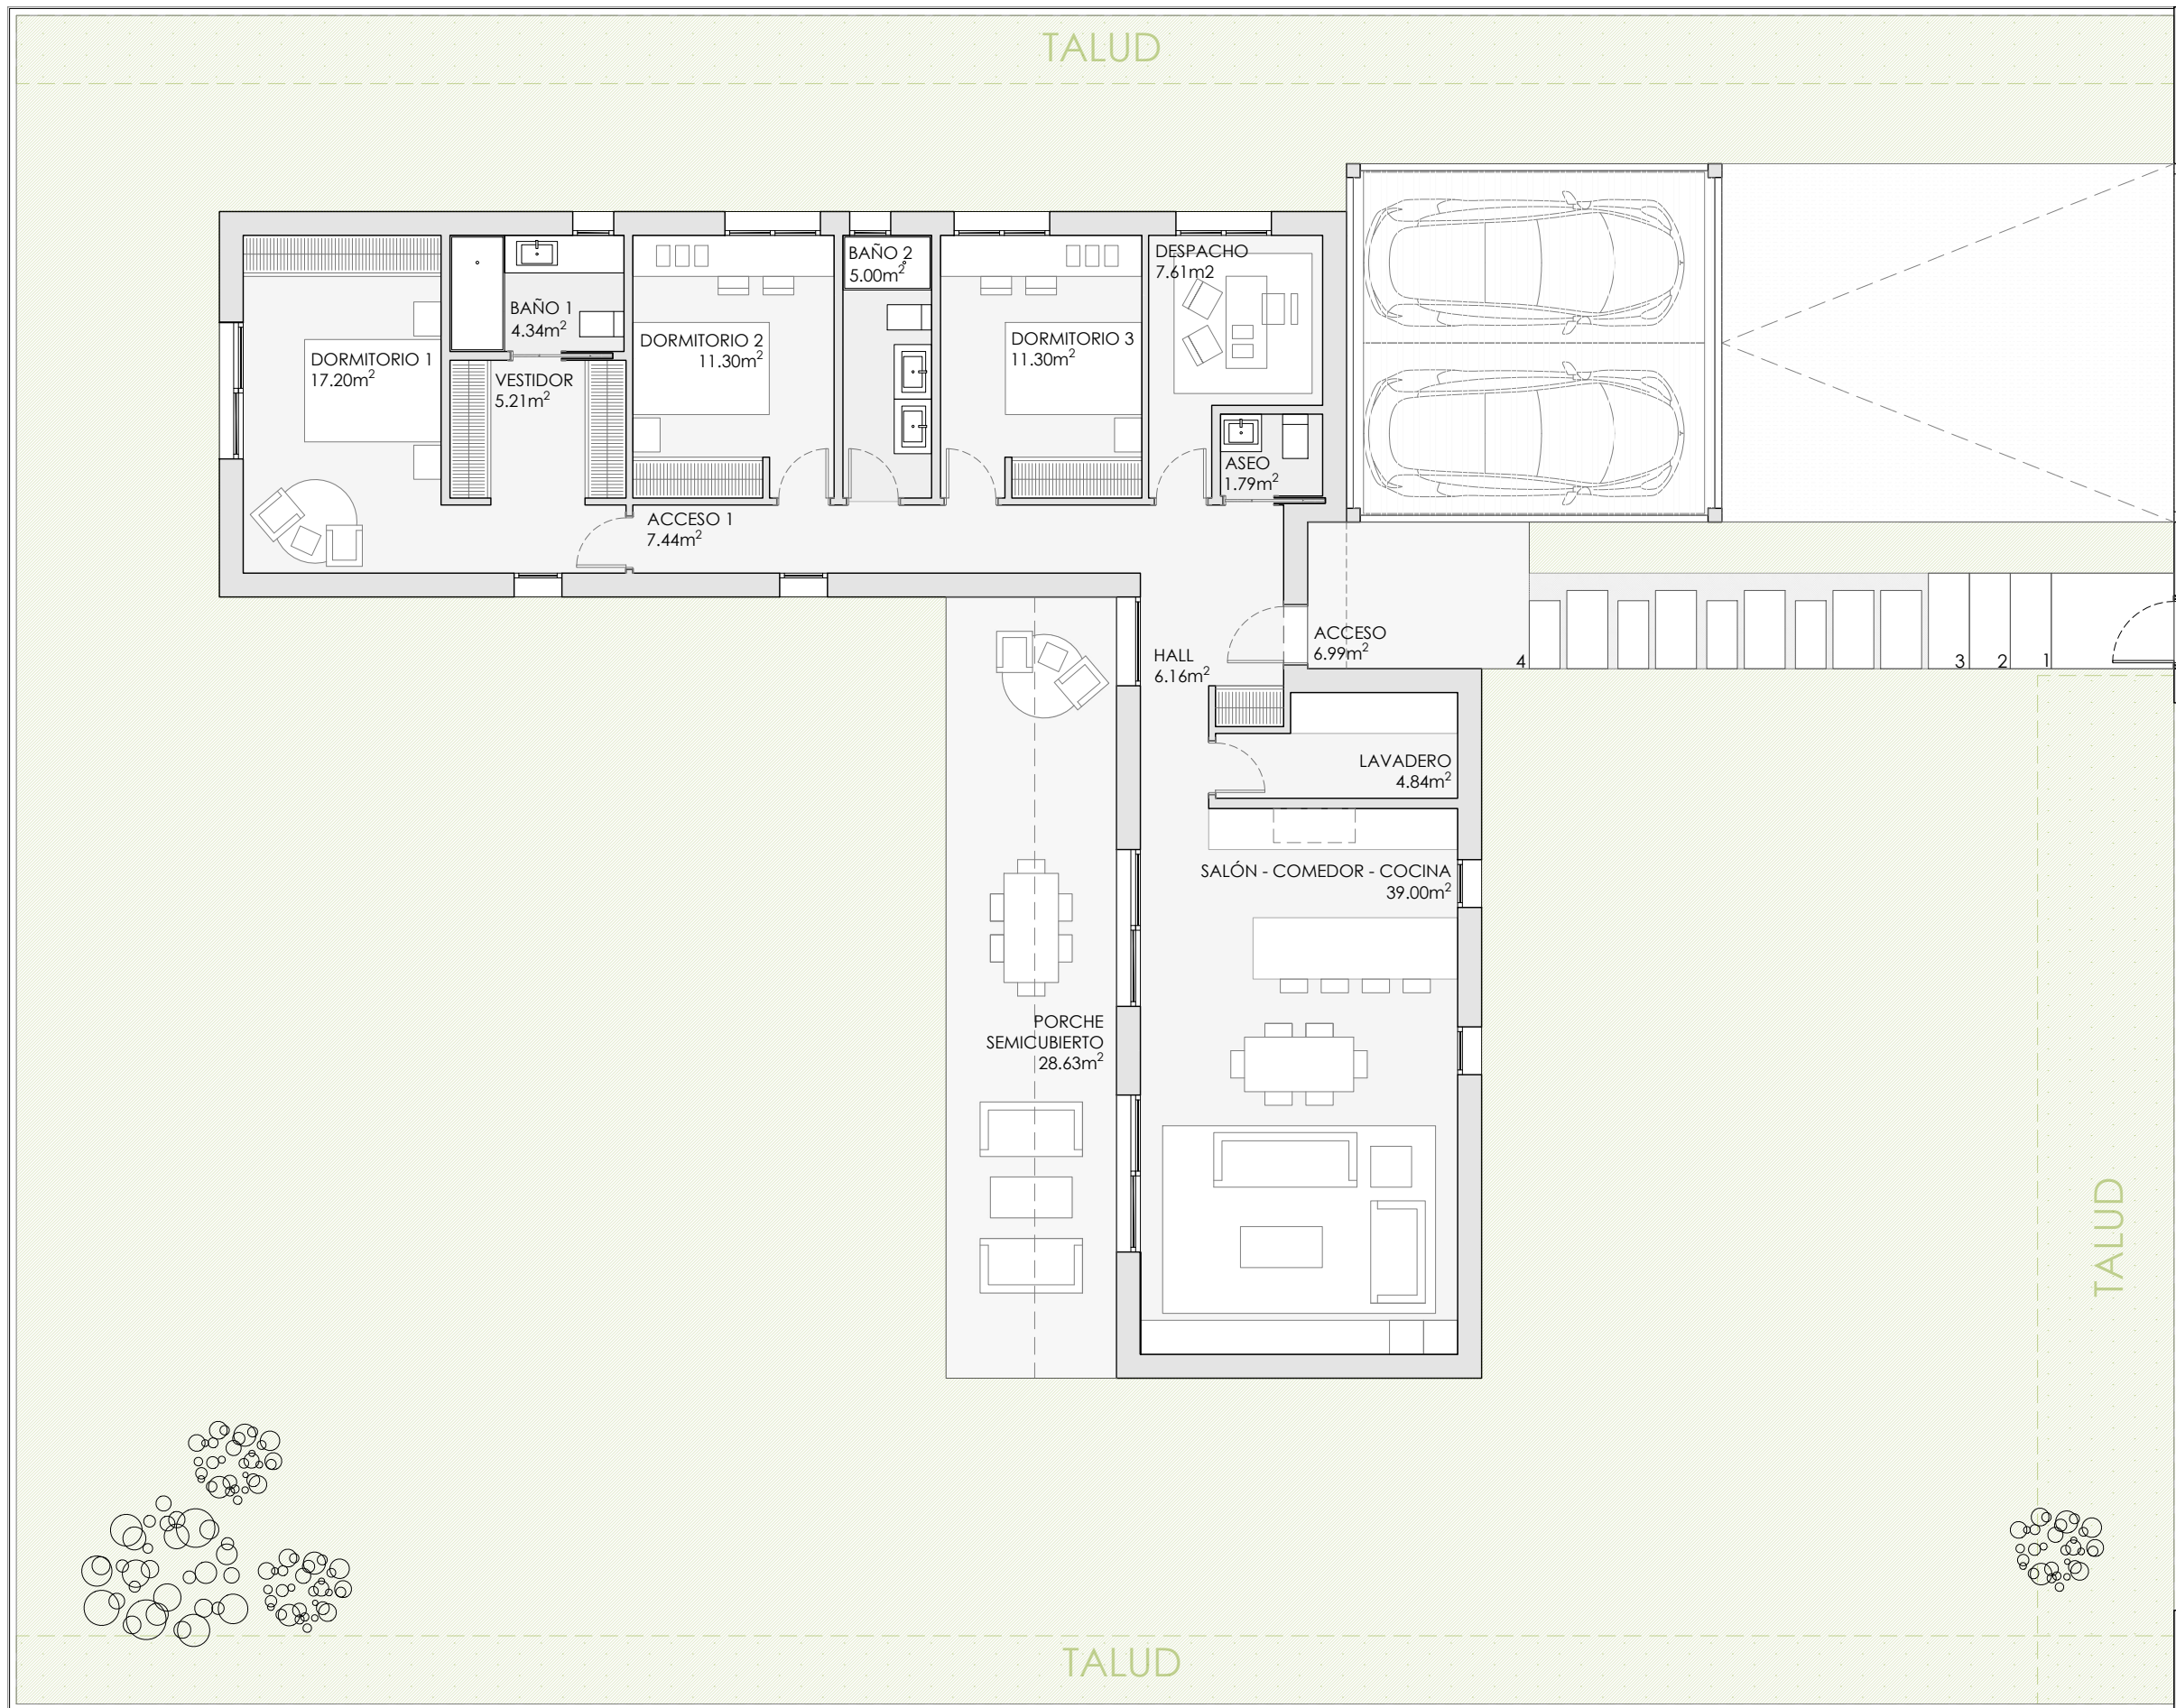 TALUD
BAÑO 2
5.00m²
DESPACHO
7.61m2
BAÑO 1
4.34m²
DORMITORIO 1
17.20m²
DORMITORIO 2
11.30m²
DORMITORIO 3
11.30m²
VESTIDOR
5.21m²
ASEO
1.79m²
ACCESO 1
7.44m²
ACCESO
6.99m²
HALL
6.16m²
4
3
2
1
LAVADERO
4.84m²
SALÓN - COMEDOR - COCINA
39.00m²
PORCHE
SEMICUBIERTO
28.63m²
TALUD
TALUD